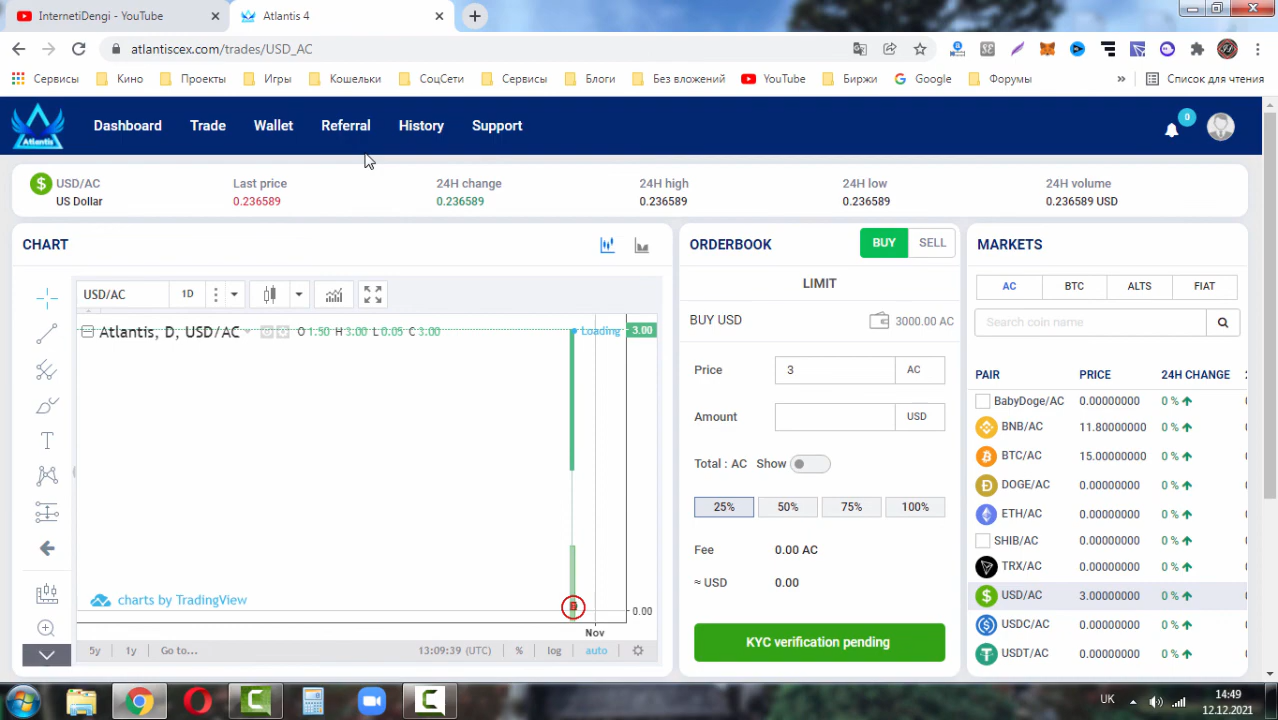 InternetiDengi - YouTube
Atlantis 4
atlantiscex.com/trades/USD_AC
Сервисы
Кино
Проекты
Игры
Кошельки
СоцСети
Сервисы
Блоги
Без вложений
YouTube
Биржи
Google
Форумы
»
Список для чтения
Atlantis
Dashboard
Trade
Wallet
Referral
History
Support
0
USD/AC
US Dollar
Last price
0.236589
24H change
0.236589
24H high
0.236589
24H low
0.236589
24H volume
0.236589 USD
CHART
USD/AC
1D
Atlantis, D, USD/AC
O 1.50 H 3.00 L 0.05 C 3.00
Loading
3.00
0.00
charts by TradingView
Nov
5y
1y
Go to...
13:09:39 (UTC)
%
log
auto
ORDERBOOK
BUY
SELL
LIMIT
BUY USD
3000.00 AC
Price
3
AC
Amount
USD
Total : AC Show
25%
50%
75%
100%
Fee
0.00 AC
≈ USD
0.00
KYC verification pending
MARKETS
AC
BTC
ALTS
FIAT
Search coin name
PAIR PRICE 24H CHANGE
BabyDoge/AC 0.00000000 0 %
BNB/AC 11.80000000 0 %
BTC/AC 15.00000000 0 %
DOGE/AC 0.00000000 0 %
ETH/AC 0.00000000 0 %
SHIB/AC 0.00000000 0 %
TRX/AC 0.00000000 0 %
USD/AC 3.00000000 0 %
USDC/AC 0.00000000 0 %
USDT/AC 0.00000000 0 %
UK
14:49
12.12.2021